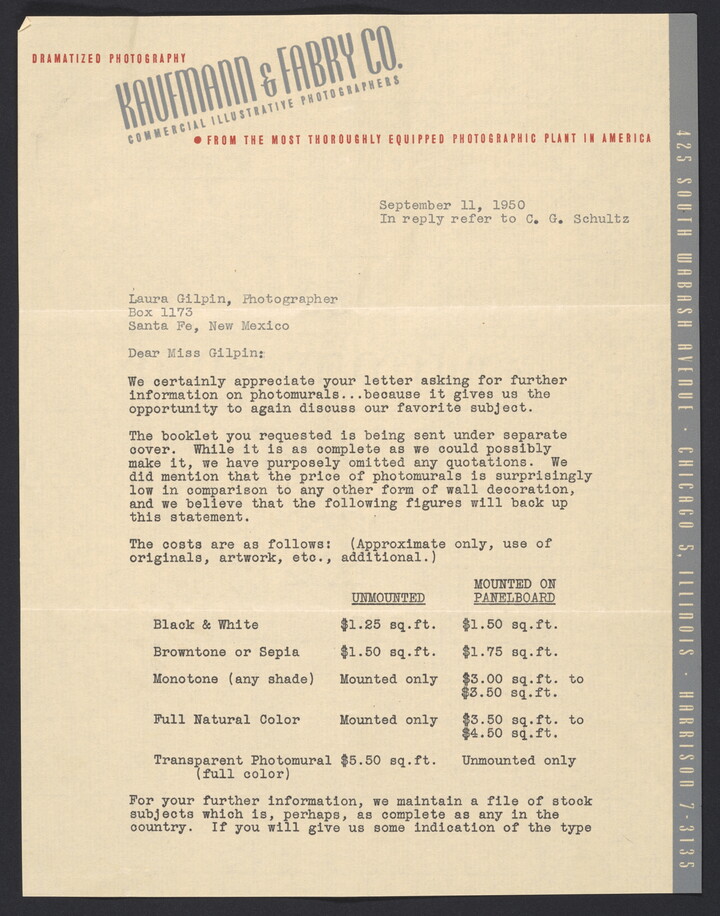 DRAMATIZED PHOTOGRAPHY
KAUFMANN & FABRY CO.
COMMERCIAL ILLUSTRATIVE PHOTOGRAPHERS
● FROM THE MOST THOROUGHLY EQUIPPED PHOTOGRAPHIC PLANT IN AMERICA
425 SOUTH WABASH AVENUE · CHICAGO 5, ILLINOIS · HARRISON 7-3135
September 11, 1950
In reply refer to C. G. Schultz
Laura Gilpin, Photographer
Box 1173
Santa Fe, New Mexico
Dear Miss Gilpin:
We certainly appreciate your letter asking for further
information on photomurals...because it gives us the
opportunity to again discuss our favorite subject.
The booklet you requested is being sent under separate
cover.  While it is as complete as we could possibly
make it, we have purposely omitted any quotations.  We
did mention that the price of photomurals is surprisingly
low in comparison to any other form of wall decoration,
and we believe that the following figures will back up
this statement.
The costs are as follows:  (Approximate only, use of
originals, artwork, etc., additional.)
MOUNTED ON
UNMOUNTED PANELBOARD
Black & White $1.25 sq.ft. $1.50 sq.ft.
Browntone or Sepia $1.50 sq.ft. $1.75 sq.ft.
Monotone (any shade) Mounted only $3.00 sq.ft. to
$3.50 sq.ft.
Full Natural Color Mounted only $3.50 sq.ft. to
$4.50 sq.ft.
Transparent Photomural $5.50 sq.ft. Unmounted only
(full color)
For your further information, we maintain a file of stock
subjects which is, perhaps, as complete as any in the
country.  If you will give us some indication of the type